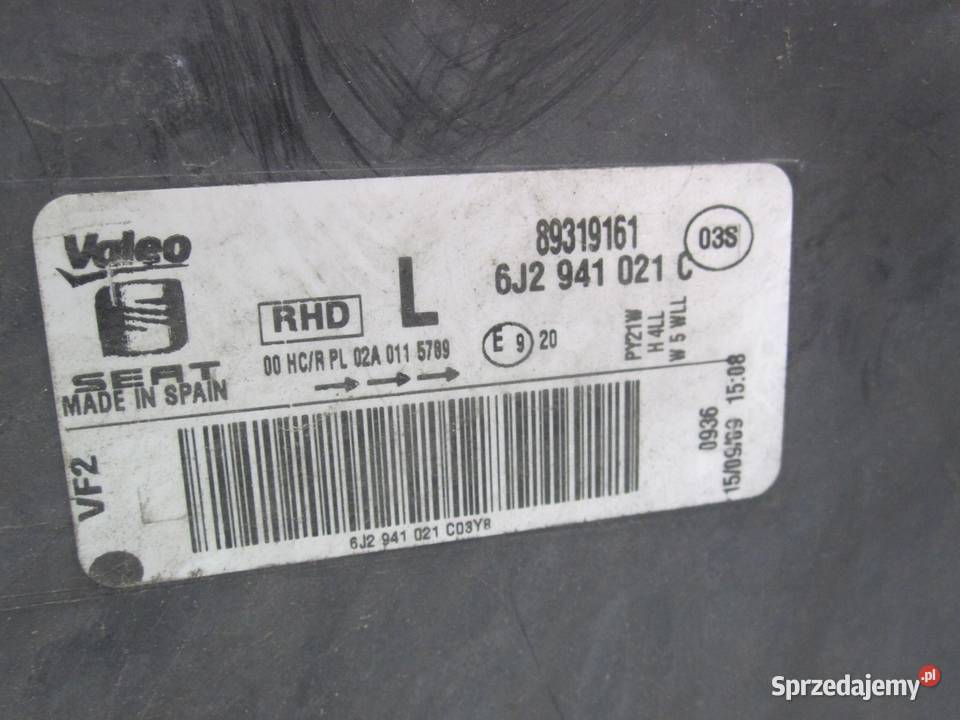 Valeo
SEAT
MADE IN SPAIN
RHD
L
89319161
6J2 941 021 C
03S
00 HC/R PL 02A 011 5789
E 9 20
PY21W
H 4LL
W 5 WLL
VF2
6J2 941 021 C03Y8
0936
15/09/09 15:08
Sprzedajemy.pl